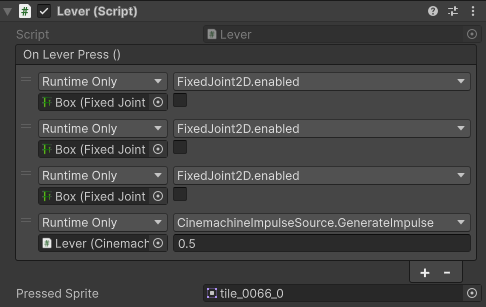 Lever (Script)
Script Lever
On Lever Press ()
Runtime Only FixedJoint2D.enabled
Box (Fixed Joint
Runtime Only FixedJoint2D.enabled
Box (Fixed Joint
Runtime Only FixedJoint2D.enabled
Box (Fixed Joint
Runtime Only CinemachineImpulseSource.GenerateImpulse
Lever (Cinemach 0.5
Pressed Sprite tile_0066_0